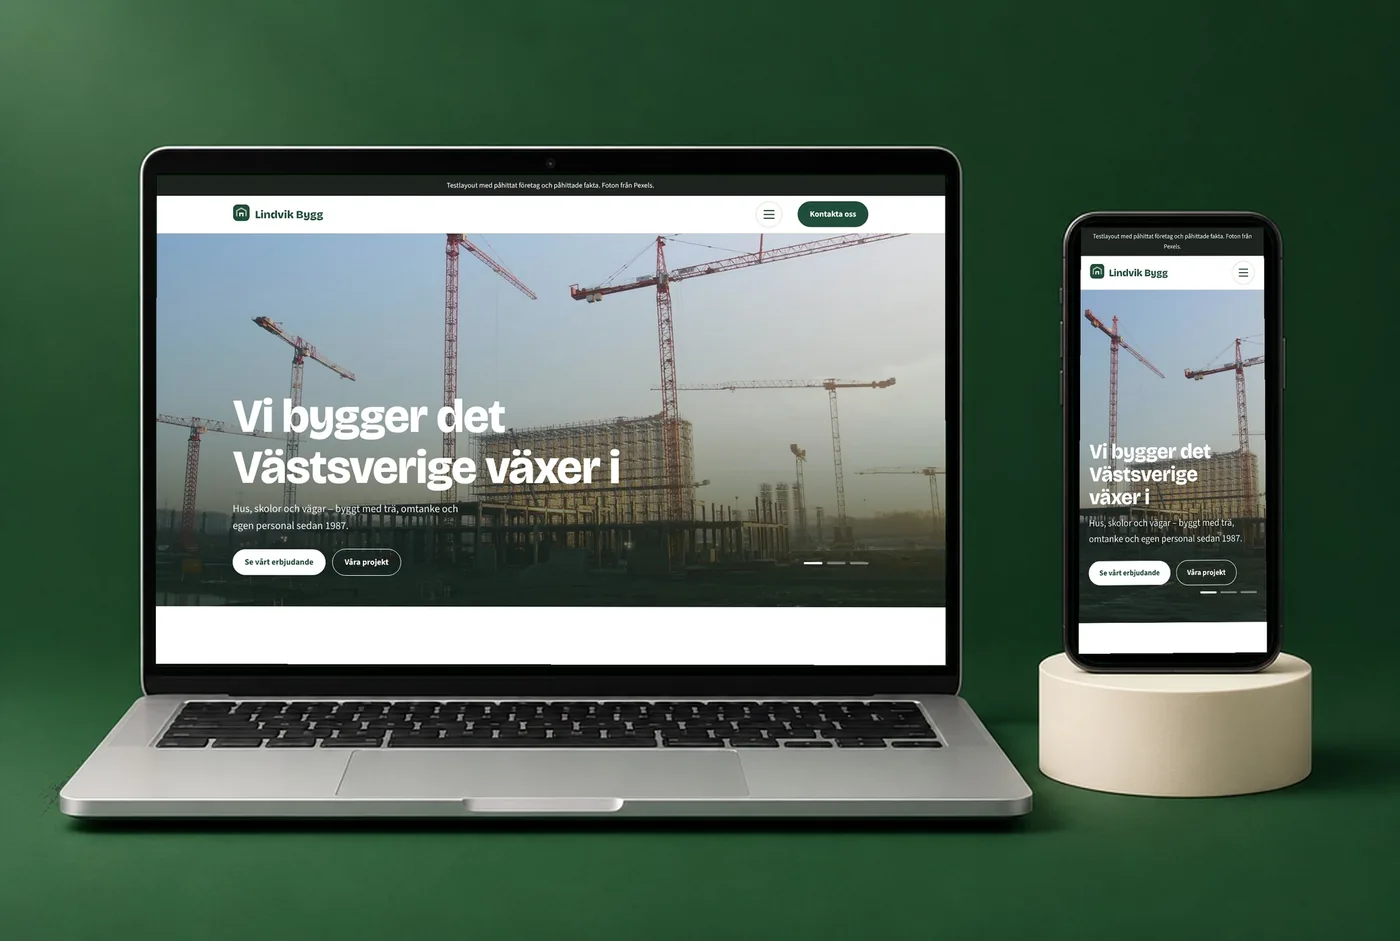 Testlayout med påhittat företag och påhittade fakta. Foton från Pexels.
Lindvik Bygg
Kontakta oss
Vi bygger det
Västsverige växer i
Hus, skolor och vägar – byggt med trä, omtanke och
egen personal sedan 1987.
Se vårt erbjudande
Våra projekt
Testlayout med påhittat företag och påhittade fakta. Foton från
Pexels.
Lindvik Bygg
Vi bygger det
Västsverige
växer i
Hus, skolor och vägar – byggt med trä,
omtanke och egen personal sedan 1987.
Se vårt erbjudande
Våra projekt